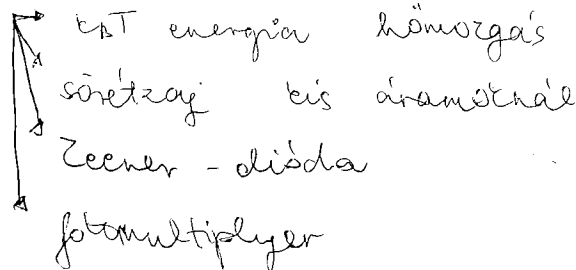 kBT energia hőmozgás
sörétzaj kis áramoknál
Zener - dióda
fotomultiplyer